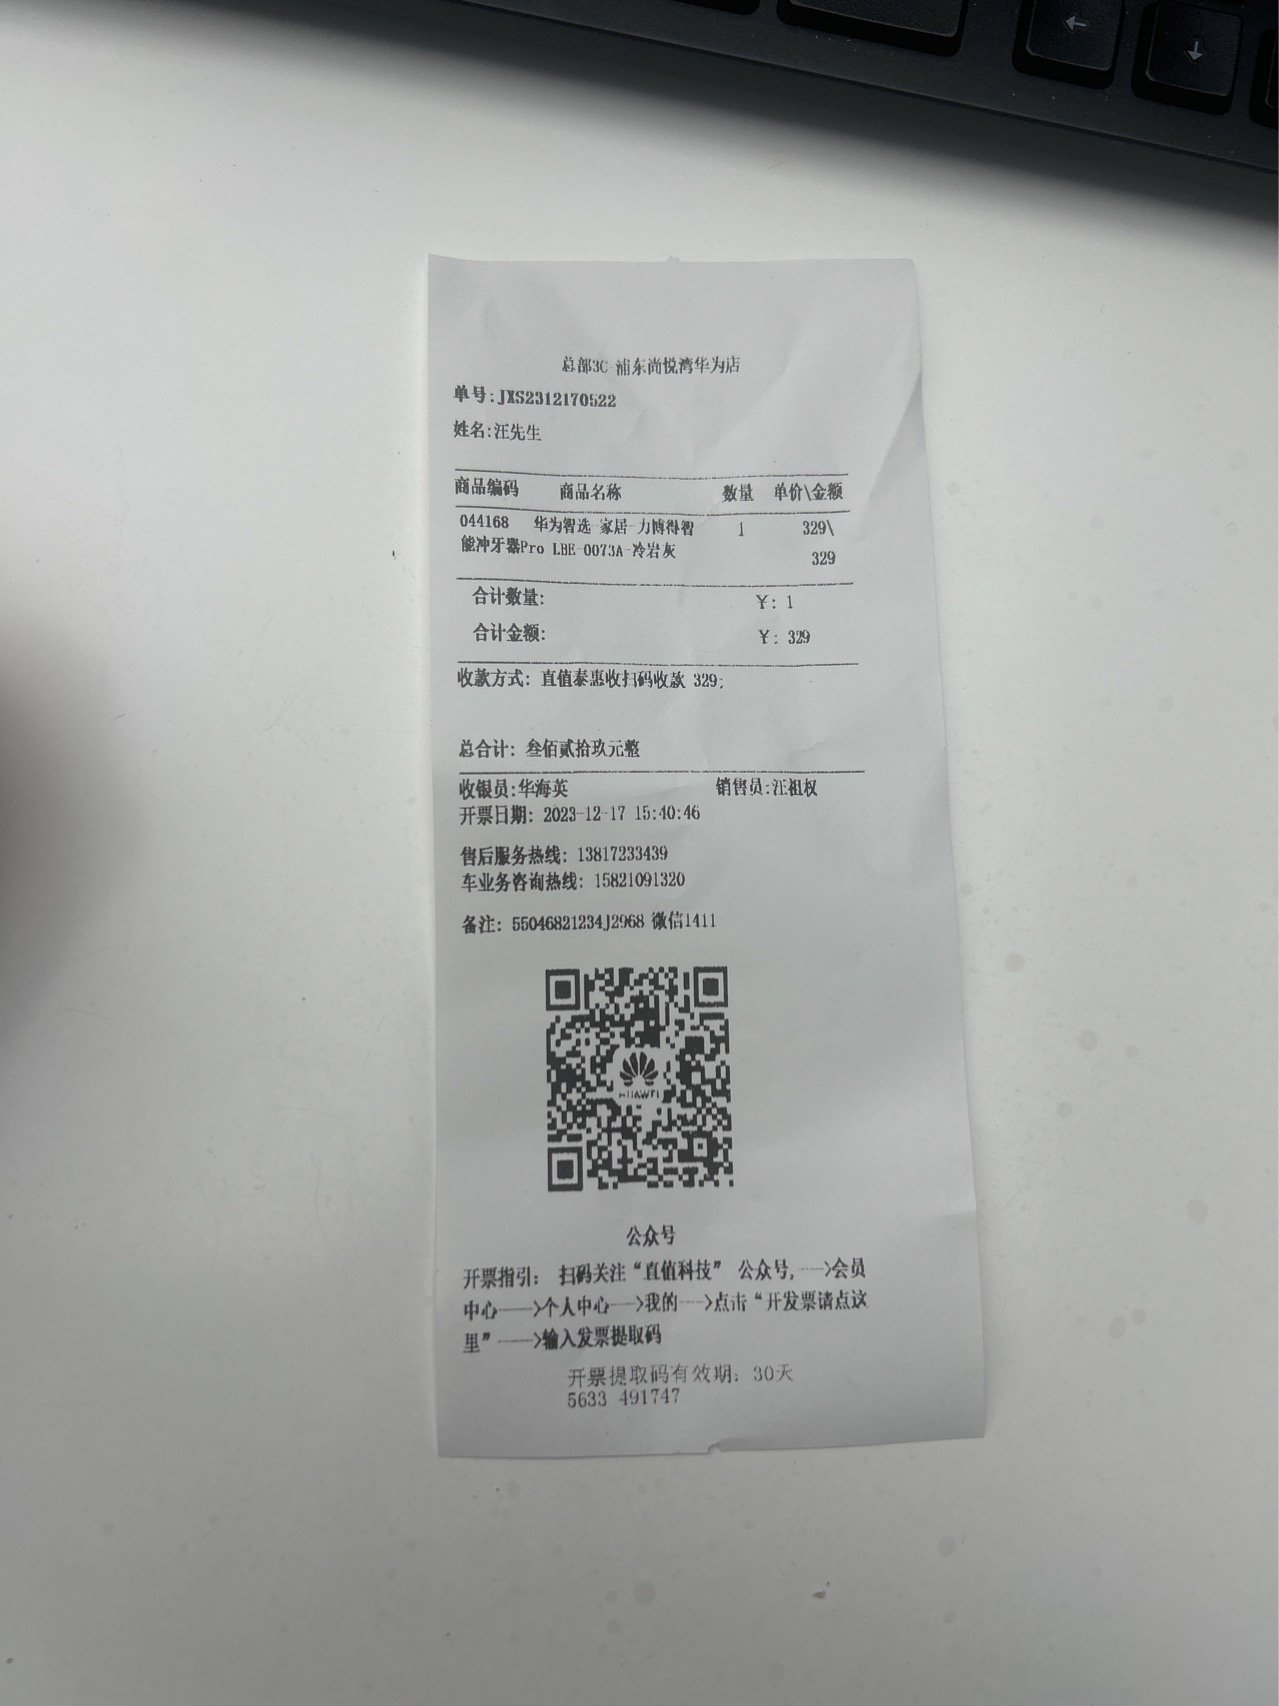 总部3C-浦东尚悦湾华为店
单号:JXS2312170522
姓名:汪先生
商品编码 商品名称 数量 单价\金额
044168 华为智选-家居-力博得智 1 329\
能冲牙器Pro LBE-0073A-冷岩灰 329
合计数量: ¥: 1
合计金额: ¥: 329
收款方式: 直值泰惠收扫码收款 329;
总合计: 叁佰贰拾玖元整
收银员:华海英 销售员:汪祖权
开票日期: 2023-12-17 15:40:46
售后服务热线: 13817233439
车业务咨询热线: 15821091320
备注: 55046821234J2968 微信1411
HUAWEI
公众号
开票指引: 扫码关注“直值科技” 公众号,--->会员
中心---->个人中心--->我的--->点击“开发票请点这
里”---->输入发票提取码
开票提取码有效期: 30天
5633 491747